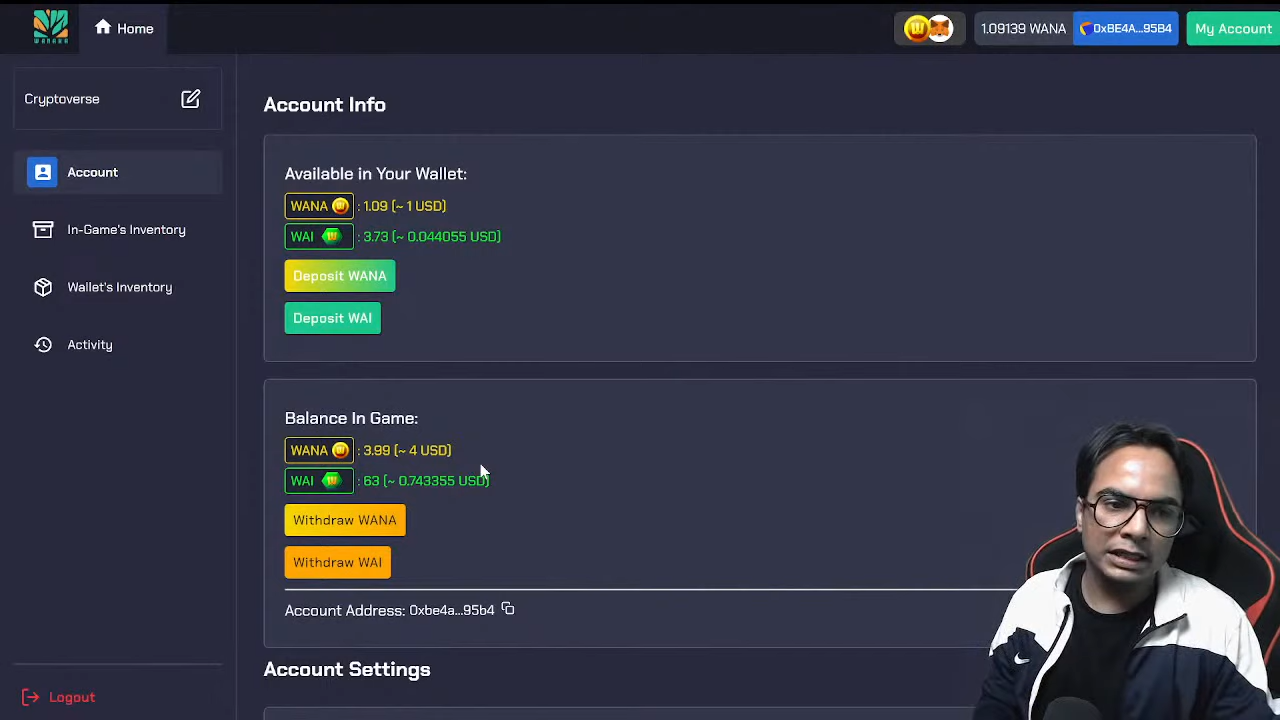 WANANA
Home
1.09139 WANA
0xBE4A...95B4
My Account
Cryptoverse
Account
In-Game's Inventory
Wallet's Inventory
Activity
Logout
Account Info
Available in Your Wallet:
WANA : 1.09 (~ 1 USD)
WAI : 3.73 (~ 0.044055 USD)
Deposit WANA
Deposit WAI
Balance In Game:
WANA : 3.99 (~ 4 USD)
WAI : 63 (~ 0.743355 USD)
Withdraw WANA
Withdraw WAI
Account Address: 0xbe4a...95b4
Account Settings